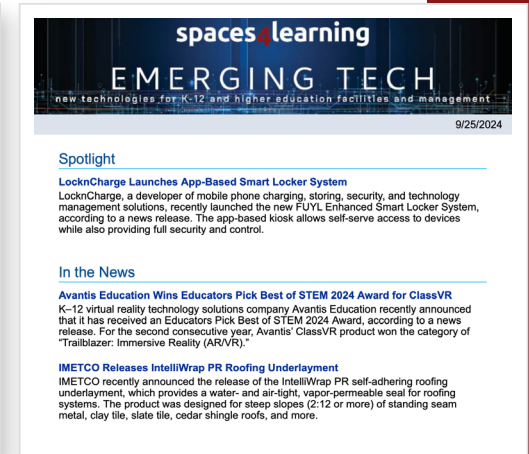 spaces4learning
EMERGING TECH
new technologies for K-12 and higher education facilities and management
9/25/2024
Spotlight
LocknCharge Launches App-Based Smart Locker System
LocknCharge, a developer of mobile phone charging, storing, security, and technology
management solutions, recently launched the new FUYL Enhanced Smart Locker System,
according to a news release. The app-based kiosk allows self-serve access to devices
while also providing full security and control.
In the News
Avantis Education Wins Educators Pick Best of STEM 2024 Award for ClassVR
K–12 virtual reality technology solutions company Avantis Education recently announced
that it has received an Educators Pick Best of STEM 2024 Award, according to a news
release. For the second consecutive year, Avantis’ ClassVR product won the category of
“Trailblazer: Immersive Reality (AR/VR).”
IMETCO Releases IntelliWrap PR Roofing Underlayment
IMETCO recently announced the release of the IntelliWrap PR self-adhering roofing
underlayment, which provides a water- and air-tight, vapor-permeable seal for roofing
systems. The product was designed for steep slopes (2:12 or more) of standing seam
metal, clay tile, slate tile, cedar shingle roofs, and more.